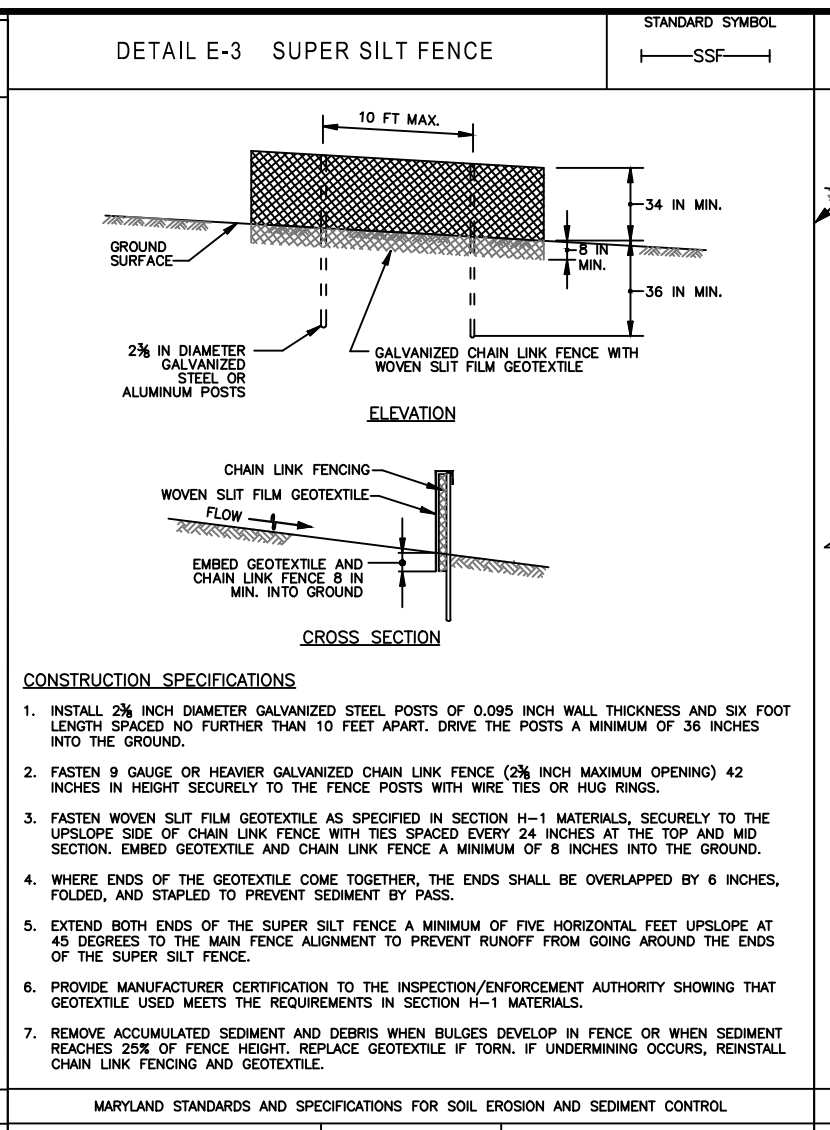 STANDARD SYMBOL
DETAIL E-3 SUPER SILT FENCE
SSF
10 FT MAX.
34 IN MIN.
GROUND
SURFACE
8 IN
MIN.
36 IN MIN.
2⅜ IN DIAMETER
GALVANIZED
STEEL OR
ALUMINUM POSTS
GALVANIZED CHAIN LINK FENCE WITH
WOVEN SLIT FILM GEOTEXTILE
ELEVATION
CHAIN LINK FENCING
WOVEN SLIT FILM GEOTEXTILE
FLOW
EMBED GEOTEXTILE AND
CHAIN LINK FENCE 8 IN
MIN. INTO GROUND
CROSS SECTION
CONSTRUCTION SPECIFICATIONS
1. INSTALL 2⅜ INCH DIAMETER GALVANIZED STEEL POSTS OF 0.095 INCH WALL THICKNESS AND SIX FOOT
LENGTH SPACED NO FURTHER THAN 10 FEET APART. DRIVE THE POSTS A MINIMUM OF 36 INCHES
INTO THE GROUND.
2. FASTEN 9 GAUGE OR HEAVIER GALVANIZED CHAIN LINK FENCE (2⅜ INCH MAXIMUM OPENING) 42
INCHES IN HEIGHT SECURELY TO THE FENCE POSTS WITH WIRE TIES OR HUG RINGS.
3. FASTEN WOVEN SLIT FILM GEOTEXTILE AS SPECIFIED IN SECTION H-1 MATERIALS, SECURELY TO THE
UPSLOPE SIDE OF CHAIN LINK FENCE WITH TIES SPACED EVERY 24 INCHES AT THE TOP AND MID
SECTION. EMBED GEOTEXTILE AND CHAIN LINK FENCE A MINIMUM OF 8 INCHES INTO THE GROUND.
4. WHERE ENDS OF THE GEOTEXTILE COME TOGETHER, THE ENDS SHALL BE OVERLAPPED BY 6 INCHES,
FOLDED, AND STAPLED TO PREVENT SEDIMENT BY PASS.
5. EXTEND BOTH ENDS OF THE SUPER SILT FENCE A MINIMUM OF FIVE HORIZONTAL FEET UPSLOPE AT
45 DEGREES TO THE MAIN FENCE ALIGNMENT TO PREVENT RUNOFF FROM GOING AROUND THE ENDS
OF THE SUPER SILT FENCE.
6. PROVIDE MANUFACTURER CERTIFICATION TO THE INSPECTION/ENFORCEMENT AUTHORITY SHOWING THAT
GEOTEXTILE USED MEETS THE REQUIREMENTS IN SECTION H-1 MATERIALS.
7. REMOVE ACCUMULATED SEDIMENT AND DEBRIS WHEN BULGES DEVELOP IN FENCE OR WHEN SEDIMENT
REACHES 25% OF FENCE HEIGHT. REPLACE GEOTEXTILE IF TORN. IF UNDERMINING OCCURS, REINSTALL
CHAIN LINK FENCING AND GEOTEXTILE.
MARYLAND STANDARDS AND SPECIFICATIONS FOR SOIL EROSION AND SEDIMENT CONTROL